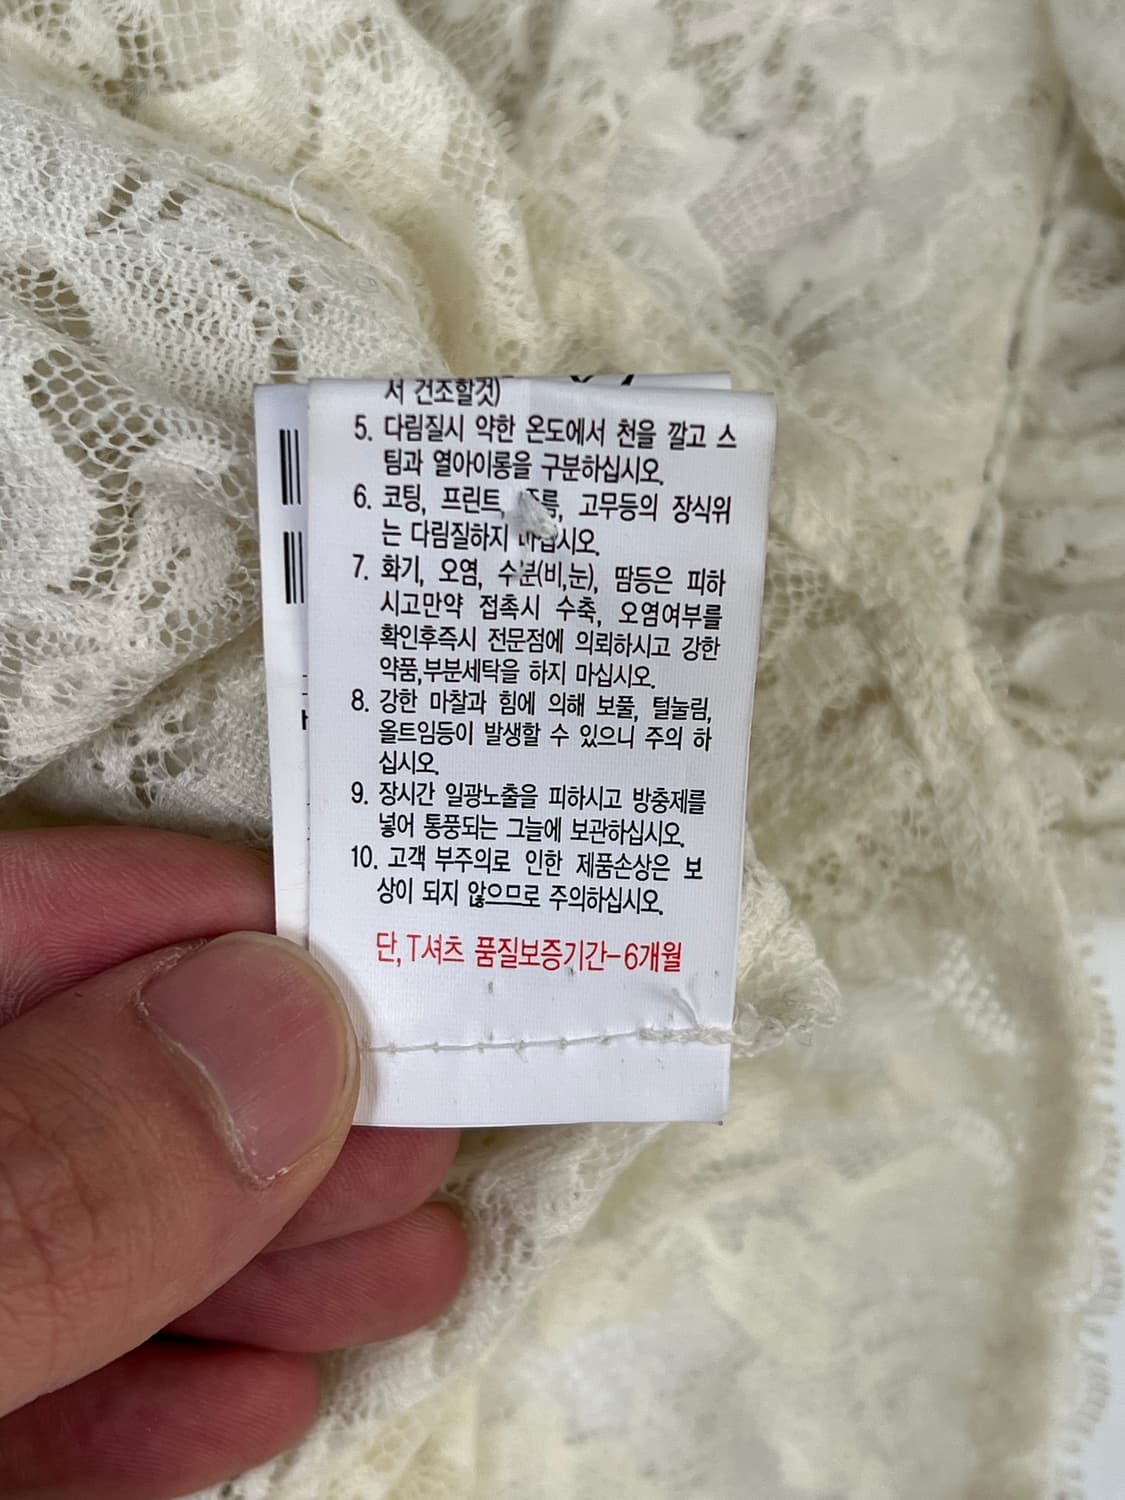 서 건조할것)
5. 다림질시 약한 온도에서 천을 깔고 스
팀과 열아이롱을 구분하십시오.
6. 코팅, 프린트, 고무등의 장식위
는 다림질하지 마십시오.
7. 화기, 오염, 수분(비,눈), 땀등은 피하
시고만약 접촉시 수축, 오염여부를
확인후즉시 전문점에 의뢰하시고 강한
약품,부분세탁을 하지 마십시오.
8. 강한 마찰과 힘에 의해 보풀, 털눌림,
올트임등이 발생할 수 있으니 주의 하
십시오.
9. 장시간 일광노출을 피하시고 방충제를
넣어 통풍되는 그늘에 보관하십시오.
10. 고객 부주의로 인한 제품손상은 보
상이 되지 않으므로 주의하십시오.
단, T셔츠 품질보증기간-6개월